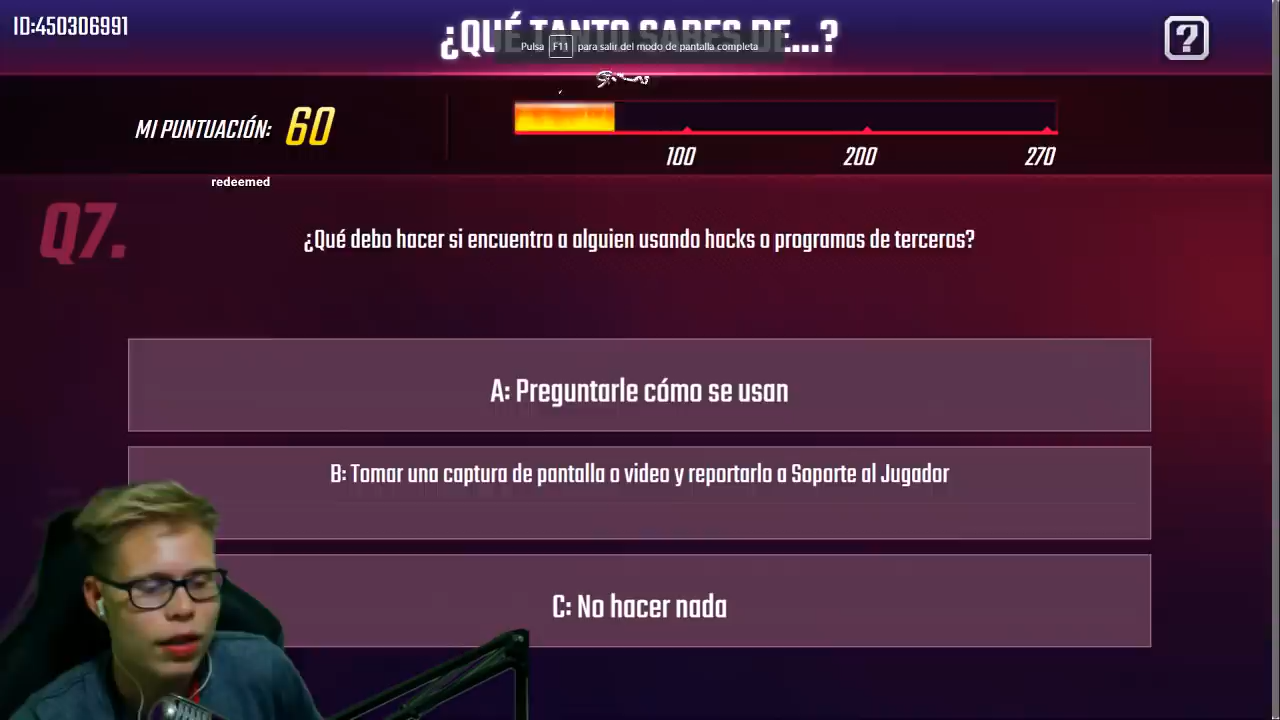 ID:450306991
¿QUÉ TANTO SABES DE...?
Pulsa F11 para salir del modo de pantalla completa
MI PUNTUACIÓN: 60
100 200 270
redeemed
Q7.
¿Qué debo hacer si encuentro a alguien usando hacks o programas de terceros?
A: Preguntarle cómo se usan
B: Tomar una captura de pantalla o video y reportarlo a Soporte al Jugador
C: No hacer nada